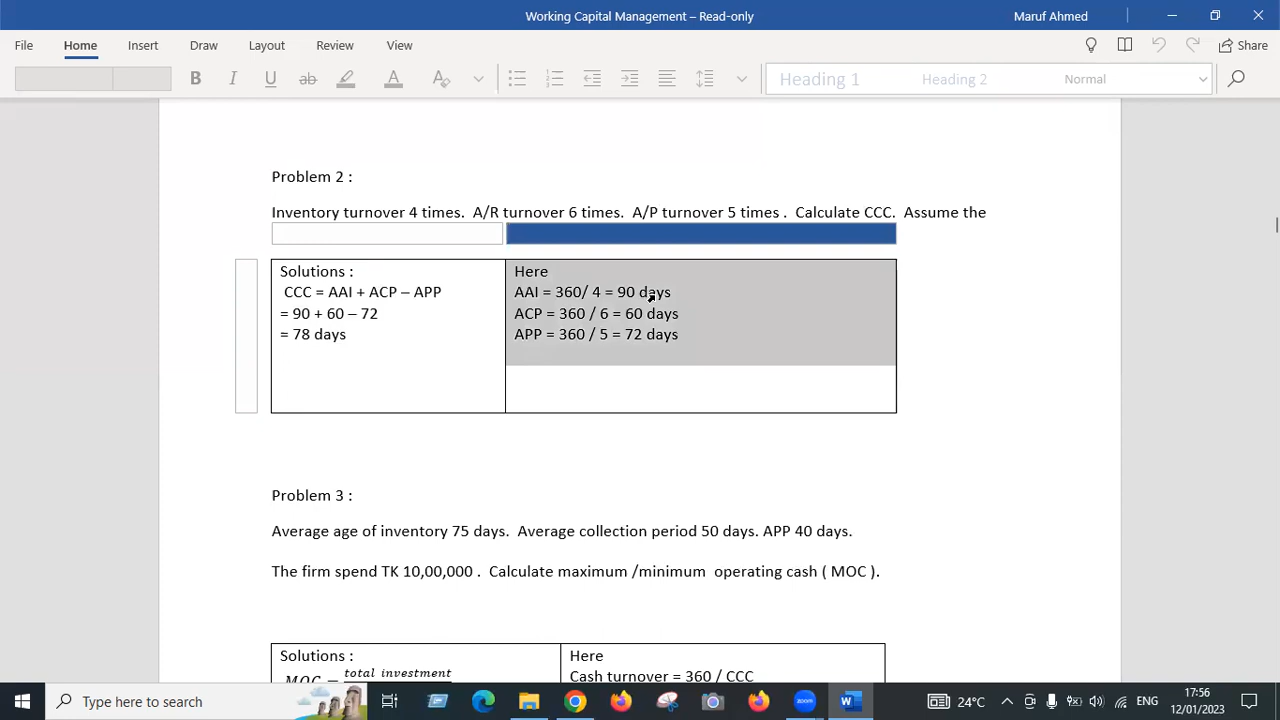 Working Capital Management – Read-only
Maruf Ahmed
File Home Insert Draw Layout References Review View
Share
B I U ab A A
Heading 1 Heading 2 Normal
Problem 2 :
Inventory turnover 4 times. A/R turnover 6 times. A/P turnover 5 times . Calculate CCC. Assume the
Solutions :
CCC = AAI + ACP – APP
= 90 + 60 – 72
= 78 days
Here
AAI = 360/ 4 = 90 days
ACP = 360 / 6 = 60 days
APP = 360 / 5 = 72 days
Problem 3 :
Average age of inventory 75 days. Average collection period 50 days. APP 40 days.
The firm spend TK 10,00,000 . Calculate maximum /minimum operating cash ( MOC ).
Solutions :
MOC = total investment
Here
Cash turnover = 360 / CCC
Type here to search
zoom
W
24°C
ENG
17:56
12/01/2023